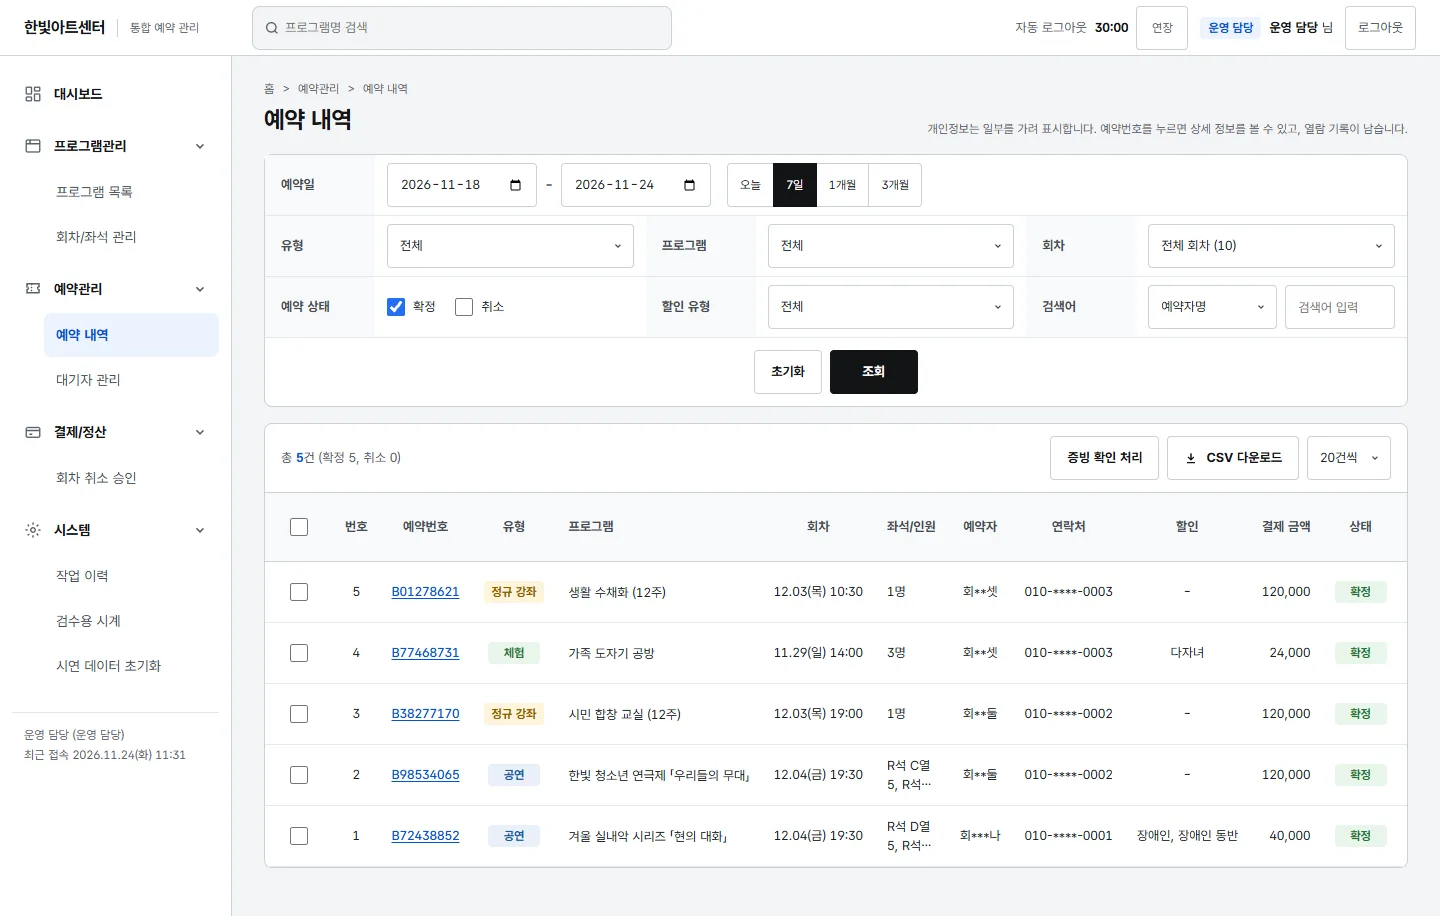 한빛아트센터 통합 예약 관리 프로그램명 검색 자동 로그아웃 30:00 연장 운영 담당 운영 담당 님 로그아웃
대시보드
프로그램관리
프로그램 목록
회차/좌석 관리
예약관리
예약 내역
대기자 관리
결제/정산
회차 취소 승인
시스템
작업 이력
검수용 시계
시연 데이터 초기화
운영 담당 (운영 담당)
최근 접속 2026.11.24(화) 11:31
홈 > 예약관리 > 예약 내역
예약 내역
개인정보는 일부를 가려 표시합니다. 예약번호를 누르면 상세 정보를 볼 수 있고, 열람 기록이 남습니다.
예약일 2026-11-18 - 2026-11-24 오늘 7일 1개월 3개월
유형 전체 프로그램 전체 회차 전체 회차 (10)
예약 상태 확정 취소 할인 유형 전체 검색어 예약자명 검색어 입력
초기화 조회
총 5건 (확정 5, 취소 0) 증빙 확인 처리 CSV 다운로드 20건씩
번호 예약번호 유형 프로그램 회차 좌석/인원 예약자 연락처 할인 결제 금액 상태
5 B01278621 정규 강좌 생활 수채화 (12주) 12.03(목) 10:30 1명 회**셋 010-****-0003 - 120,000 확정
4 B77468731 체험 가족 도자기 공방 11.29(일) 14:00 3명 회**셋 010-****-0003 다자녀 24,000 확정
3 B38277170 정규 강좌 시민 합창 교실 (12주) 12.03(목) 19:00 1명 회**둘 010-****-0002 - 120,000 확정
2 B98534065 공연 한빛 청소년 연극제 「우리들의 무대」 12.04(금) 19:30 R석 C열 5, R석… 회**둘 010-****-0002 - 120,000 확정
1 B72438852 공연 겨울 실내악 시리즈 「현의 대화」 12.04(금) 19:30 R석 D열 5, R석… 회***나 010-****-0001 장애인, 장애인 동반 40,000 확정